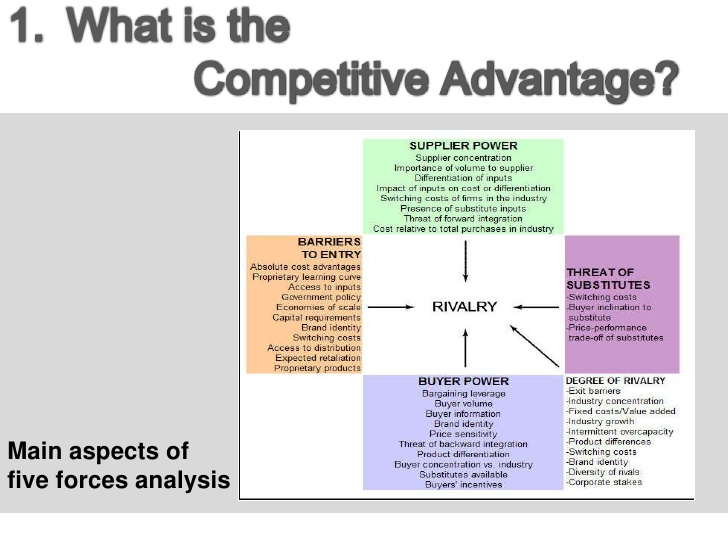 1. What is the
Competitive Advantage?
SUPPLIER POWER
Supplier concentration
Importance of volume to supplier
Differentiation of inputs
Impact of inputs on cost or differentiation
Switching costs of firms in the industry
Presence of substitute inputs
Threat of forward integration
Cost relative to total purchases in industry
BARRIERS
TO ENTRY
Absolute cost advantages
Proprietary learning curve
Access to inputs
Government policy
Economies of scale
Capital requirements
Brand identity
Switching costs
Access to distribution
Expected retaliation
Proprietary products
RIVALRY
THREAT OF
SUBSTITUTES
-Switching costs
-Buyer inclination to
substitute
-Price-performance
trade-off of substitutes
BUYER POWER
Bargaining leverage
Buyer volume
Buyer information
Brand identity
Price sensitivity
Threat of backward integration
Product differentiation
Buyer concentration vs. industry
Substitutes available
Buyers' incentives
DEGREE OF RIVALRY
-Exit barriers
-Industry concentration
-Fixed costs/Value added
-Industry growth
-Intermittent overcapacity
-Product differences
-Switching costs
-Brand identity
-Diversity of rivals
-Corporate stakes
Main aspects of
five forces analysis